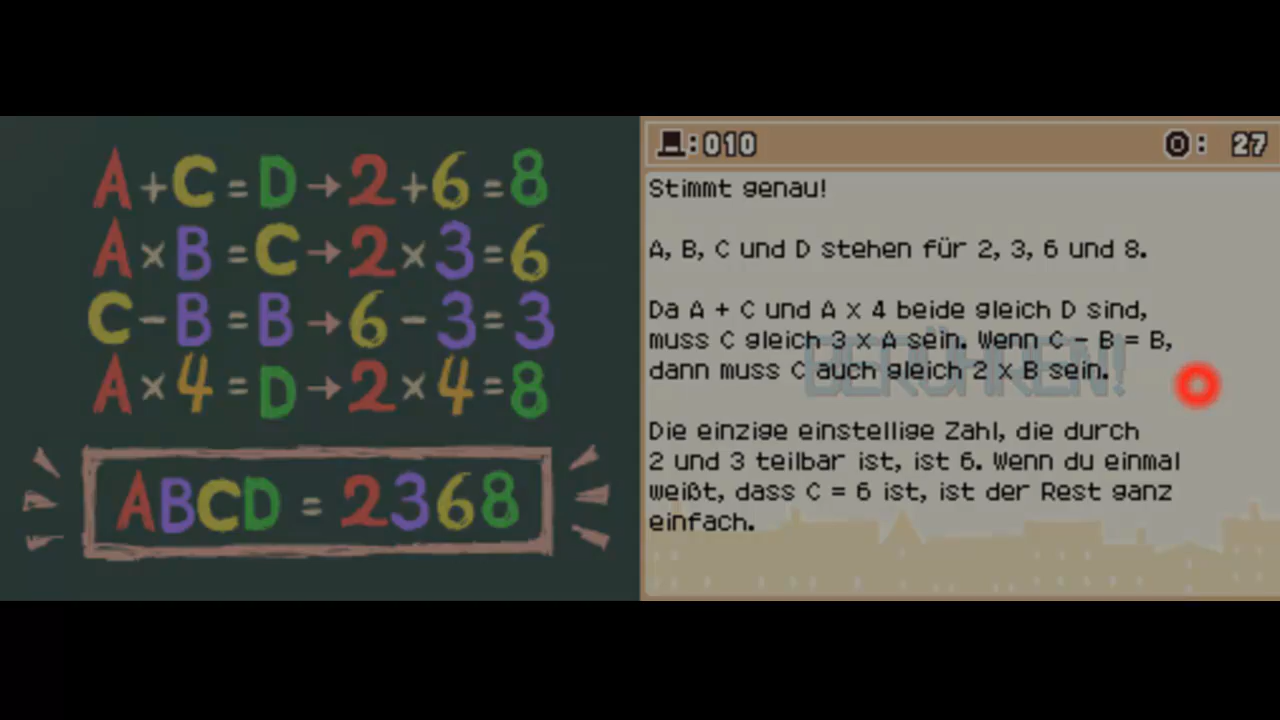 A+C=D→2+6=8
A×B=C→2×3=6
C-B=B→6-3=3
A×4=D→2×4=8
ABCD = 2368
:010
: 27
Stimmt genau!
A, B, C und D stehen für 2, 3, 6 und 8.
Da A + C und A x 4 beide gleich D sind,
muss C gleich 3 x A sein. Wenn C - B = B,
dann muss C auch gleich 2 x B sein.
BERÜHREN!
Die einzige einstellige Zahl, die durch
2 und 3 teilbar ist, ist 6. Wenn du einmal
weißt, dass C = 6 ist, ist der Rest ganz
einfach.